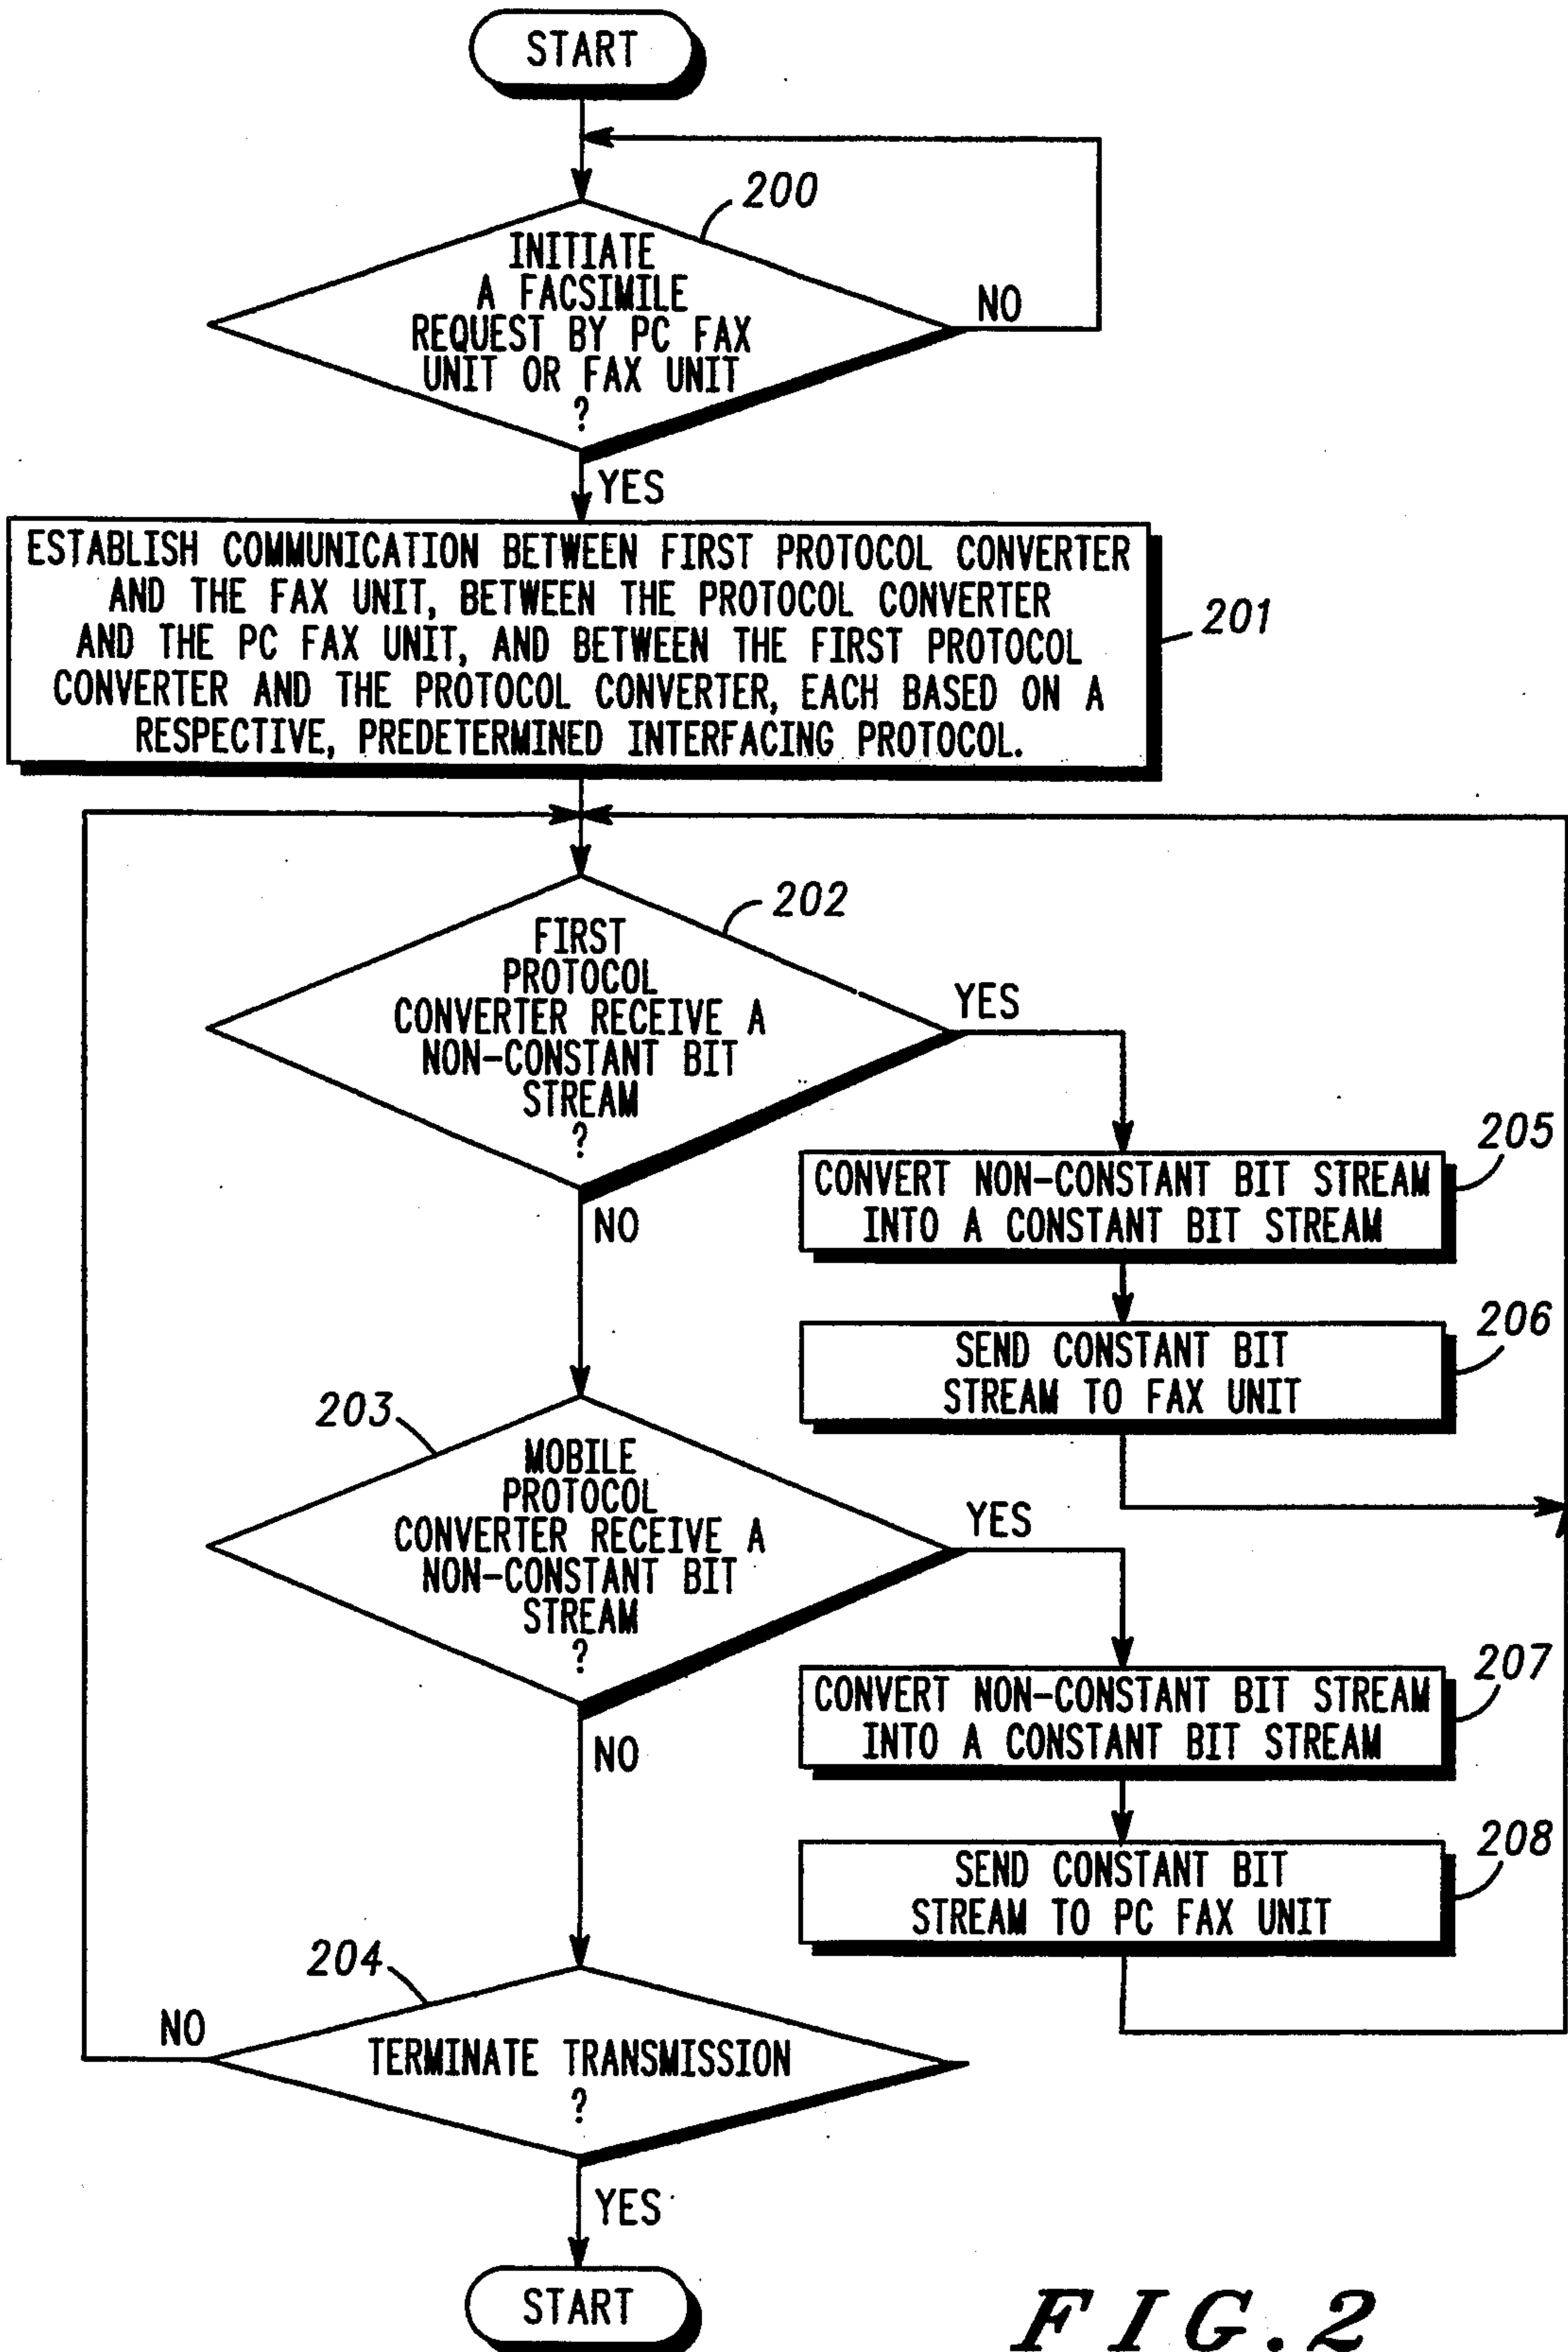 START
200
INITIATE
A FACSIMILE
REQUEST BY PC FAX
UNIT OR FAX UNIT
?
NO
YES
ESTABLISH COMMUNICATION BETWEEN FIRST PROTOCOL CONVERTER
AND THE FAX UNIT, BETWEEN THE PROTOCOL CONVERTER
AND THE PC FAX UNIT, AND BETWEEN THE FIRST PROTOCOL
CONVERTER AND THE PROTOCOL CONVERTER, EACH BASED ON A
RESPECTIVE, PREDETERMINED INTERFACING PROTOCOL.
201
202
FIRST
PROTOCOL
CONVERTER RECEIVE A
NON-CONSTANT BIT
STREAM
?
YES
NO
205
CONVERT NON-CONSTANT BIT STREAM
INTO A CONSTANT BIT STREAM
206
SEND CONSTANT BIT
STREAM TO FAX UNIT
203
MOBILE
PROTOCOL
CONVERTER RECEIVE A
NON-CONSTANT BIT
STREAM
?
YES
NO
207
CONVERT NON-CONSTANT BIT STREAM
INTO A CONSTANT BIT STREAM
208
SEND CONSTANT BIT
STREAM TO PC FAX UNIT
204
NO
TERMINATE TRANSMISSION
?
YES
START
FIG.2